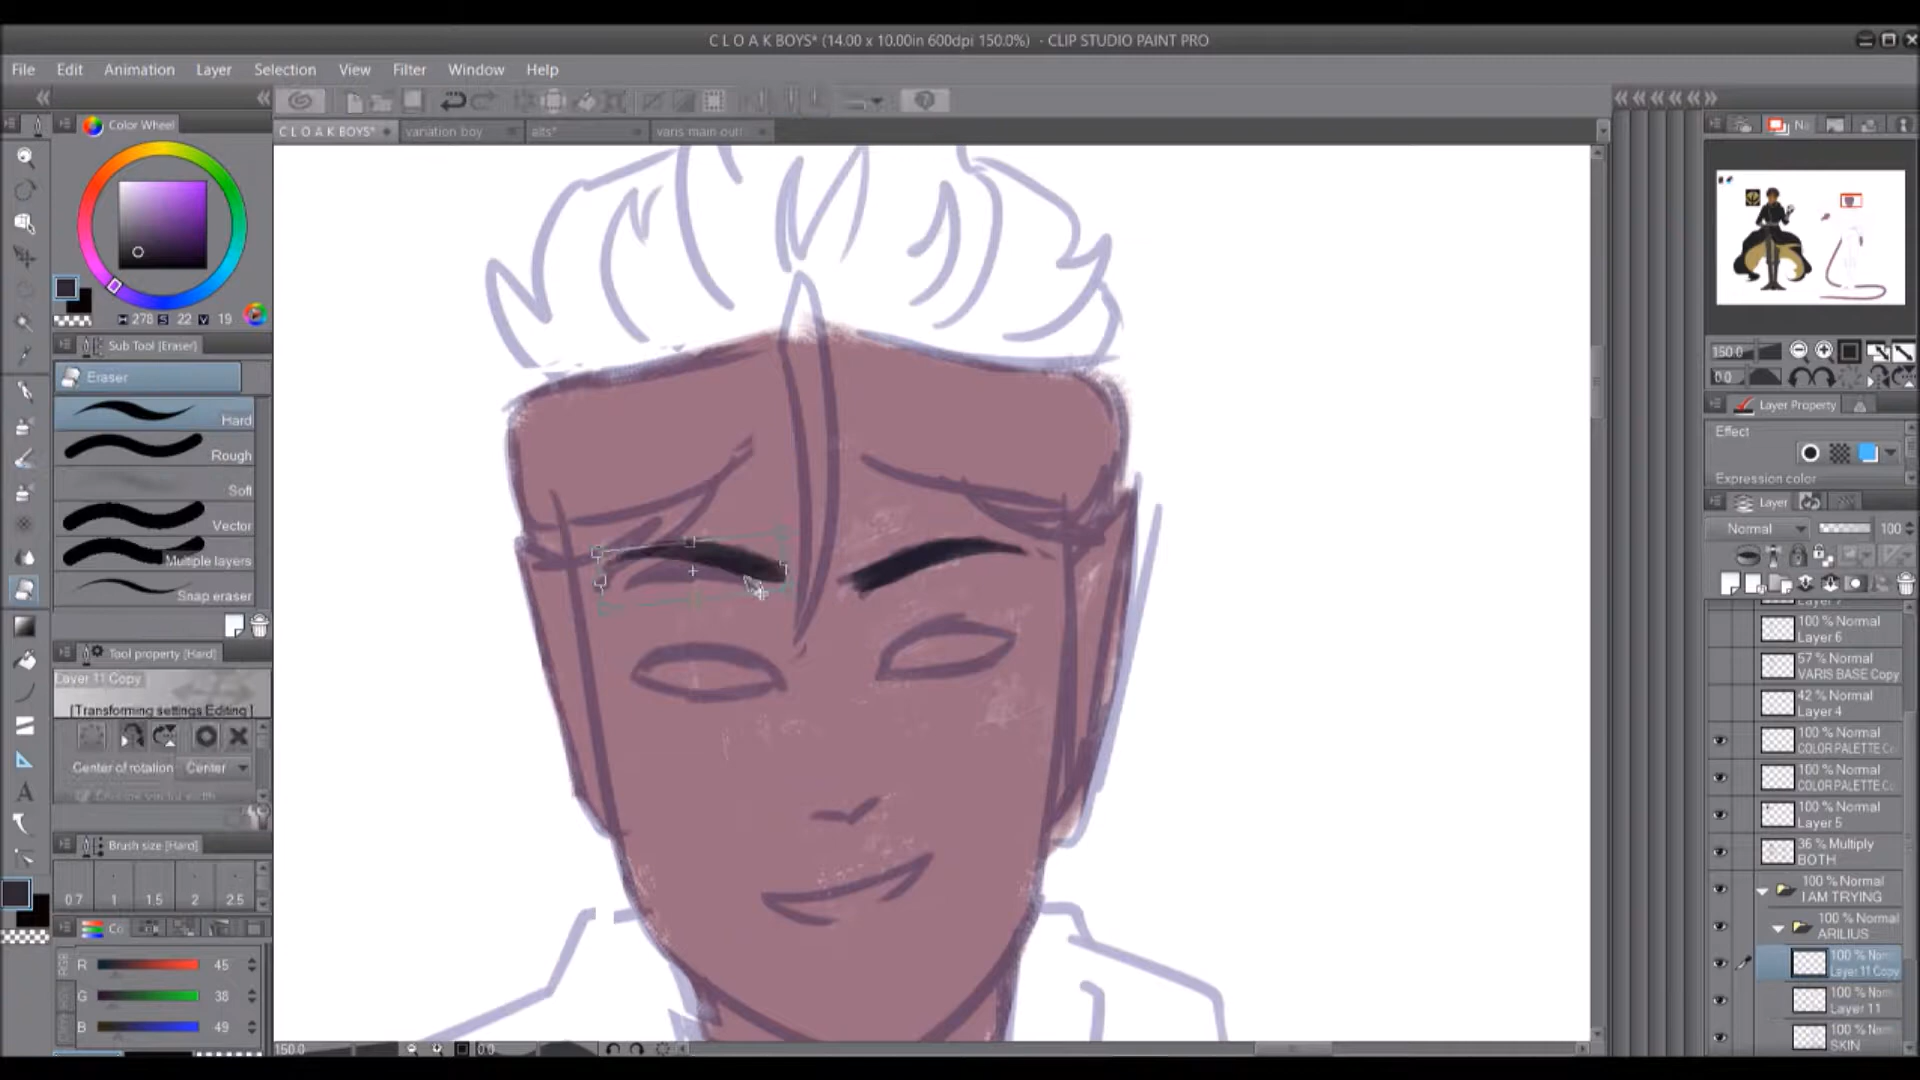 C L O A K BOYS* (14.00 x 10.00in 600dpi 150.0%) - CLIP STUDIO PAINT PRO
File Edit Animation Layer Selection View Filter Window Help
Color Wheel
C L O A K BOYS* variation boy alts*
H 278 S 22 V 19
Sub Tool [Eraser]
Eraser
Hard
Rough
Soft
Vector
Multiple layers
Snap eraser
Tool property [Hard]
Layer 11 Copy
[Transforming settings Editing ]
Center of rotation Center
Brush size [Hard]
0.7 1 1.5 2 2.5
Co
R 45
G 38
B 49
150.0 0.0
Na
150.0
0.0
Layer Property
Effect
Expression color
Layer
Normal 100
100 % Normal
Layer 6
57 % Normal
VARIS BASE Copy
42 % Normal
Layer 4
100 % Normal
COLOR PALETTE Co
100 % Normal
COLOR PALETTE Co
100 % Normal
Layer 5
36 % Multiply
BOTH
100 % Normal
I AM TRYING
100 % Normal
ARILIUS
100 % Nor
Layer 11 Copy
100 % Nor
Layer 11
100 % Nor
SKIN